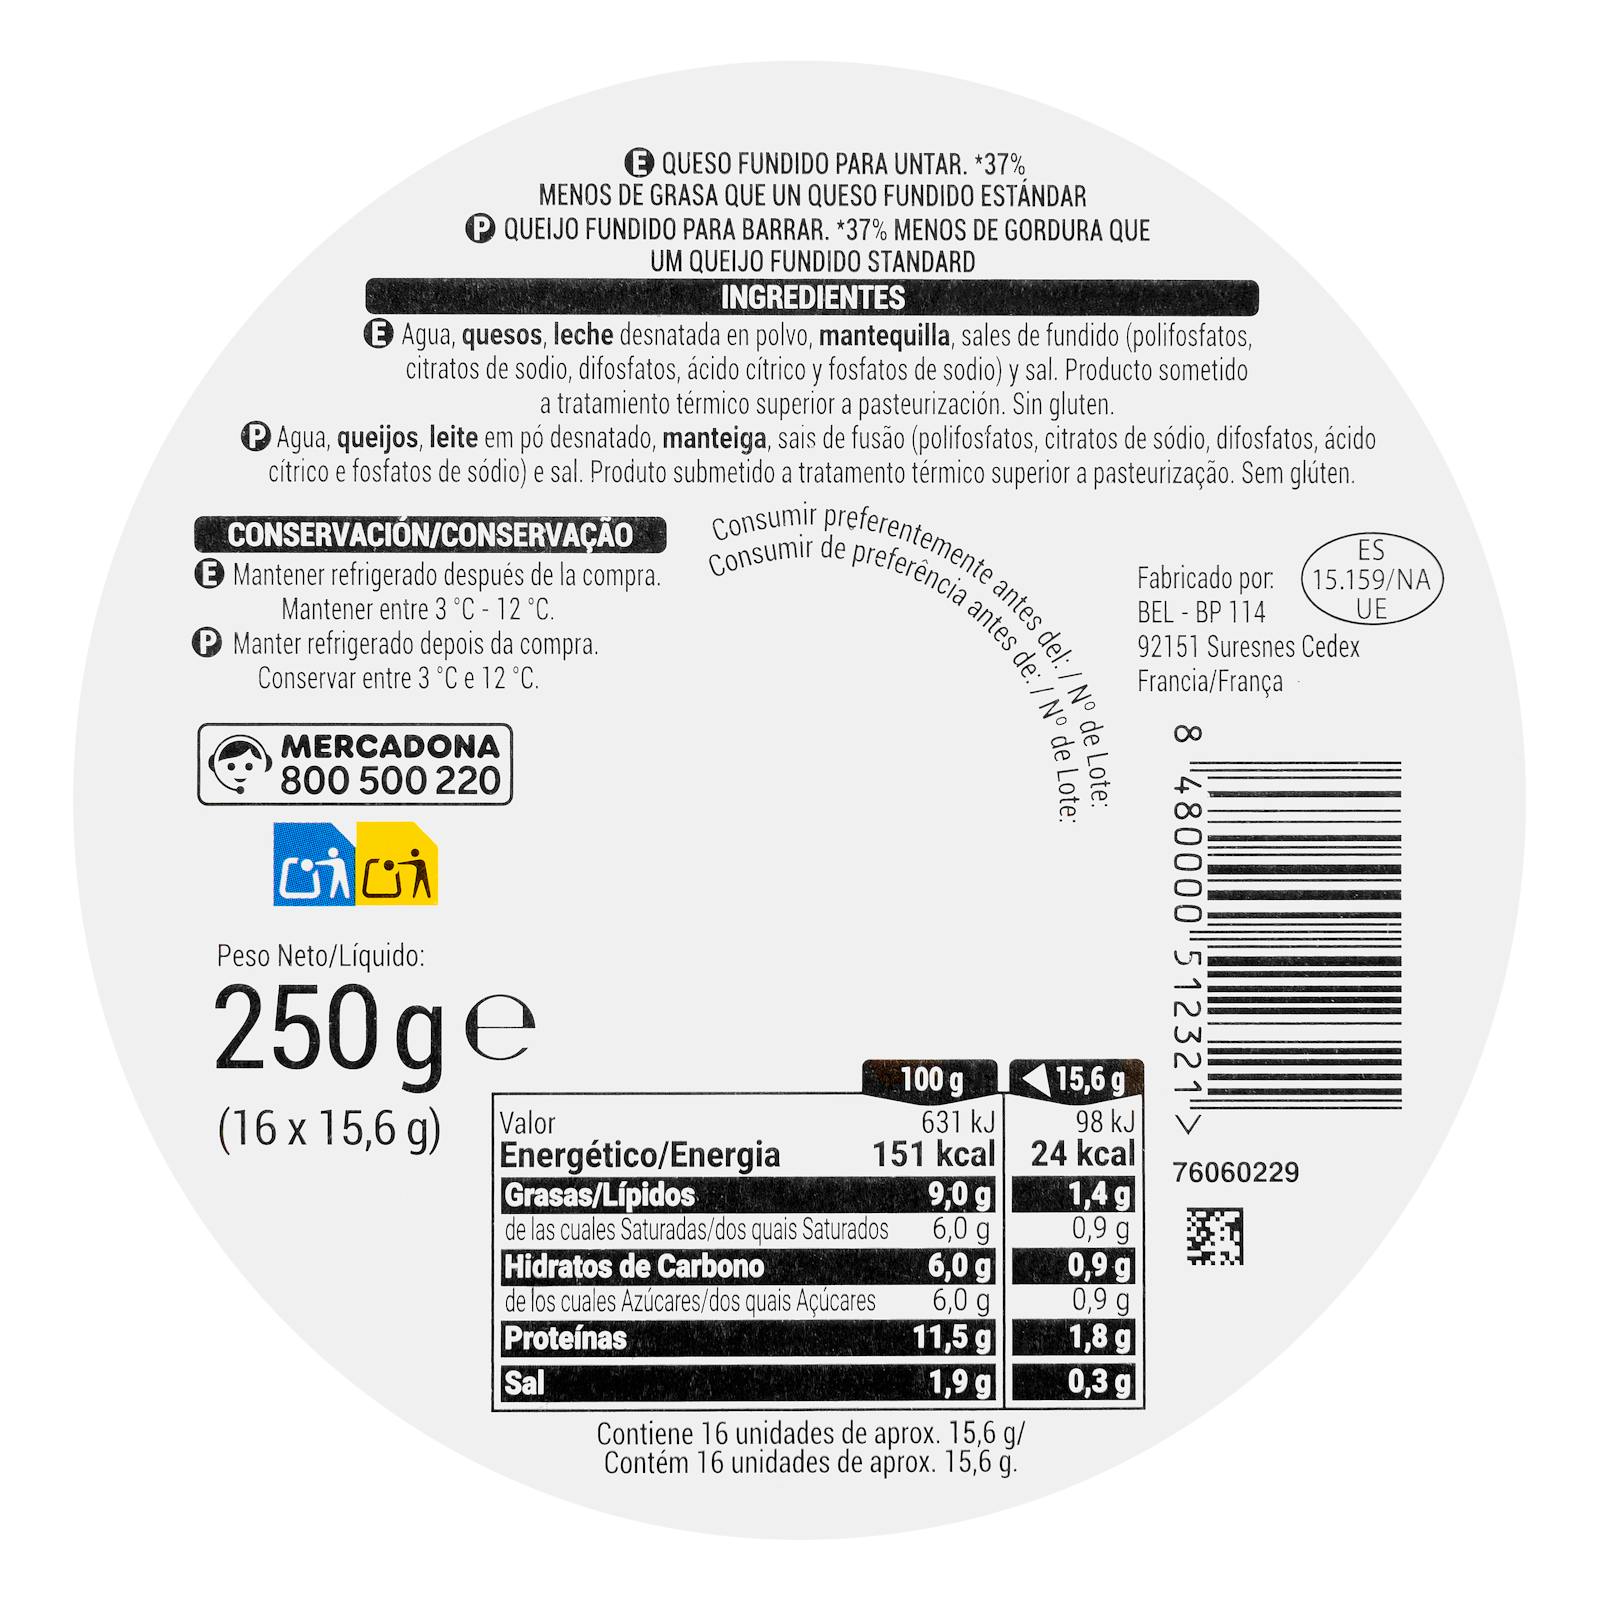 E QUESO FUNDIDO PARA UNTAR. *37%
MENOS DE GRASA QUE UN QUESO FUNDIDO ESTÁNDAR
P QUEIJO FUNDIDO PARA BARRAR. *37% MENOS DE GORDURA QUE
UM QUEIJO FUNDIDO STANDARD
INGREDIENTES
E Agua, quesos, leche desnatada en polvo, mantequilla, sales de fundido (polifosfatos,
citratos de sodio, difosfatos, ácido cítrico y fosfatos de sodio) y sal. Producto sometido
a tratamiento térmico superior a pasteurización. Sin gluten.
P Agua, queijos, leite em pó desnatado, manteiga, sais de fusão (polifosfatos, citratos de sódio, difosfatos, ácido
cítrico e fosfatos de sódio) e sal. Produto submetido a tratamento térmico superior a pasteurização. Sem glúten.
CONSERVACIÓN/CONSERVAÇÃO
E Mantener refrigerado después de la compra.
Mantener entre 3 °C - 12 °C.
P Manter refrigerado depois da compra.
Conservar entre 3 °C e 12 °C.
Consumir preferentemente antes del: / Nº de Lote:
Consumir de preferência antes de: / Nº de Lote:
Fabricado por:
BEL - BP 114
92151 Suresnes Cedex
Francia/França
ES
15.159/NA
UE
MERCADONA
800 500 220
Peso Neto/Líquido:
250 g e
(16 x 15,6 g)
8 480000 512321 >
76060229
100 g 15,6 g
Valor 631 kJ 98 kJ
Energético/Energia 151 kcal 24 kcal
Grasas/Lípidos 9,0 g 1,4 g
de las cuales Saturadas/dos quais Saturados 6,0 g 0,9 g
Hidratos de Carbono 6,0 g 0,9 g
de los cuales Azúcares/dos quais Açúcares 6,0 g 0,9 g
Proteínas 11,5 g 1,8 g
Sal 1,9 g 0,3 g
Contiene 16 unidades de aprox. 15,6 g/
Contém 16 unidades de aprox. 15,6 g.